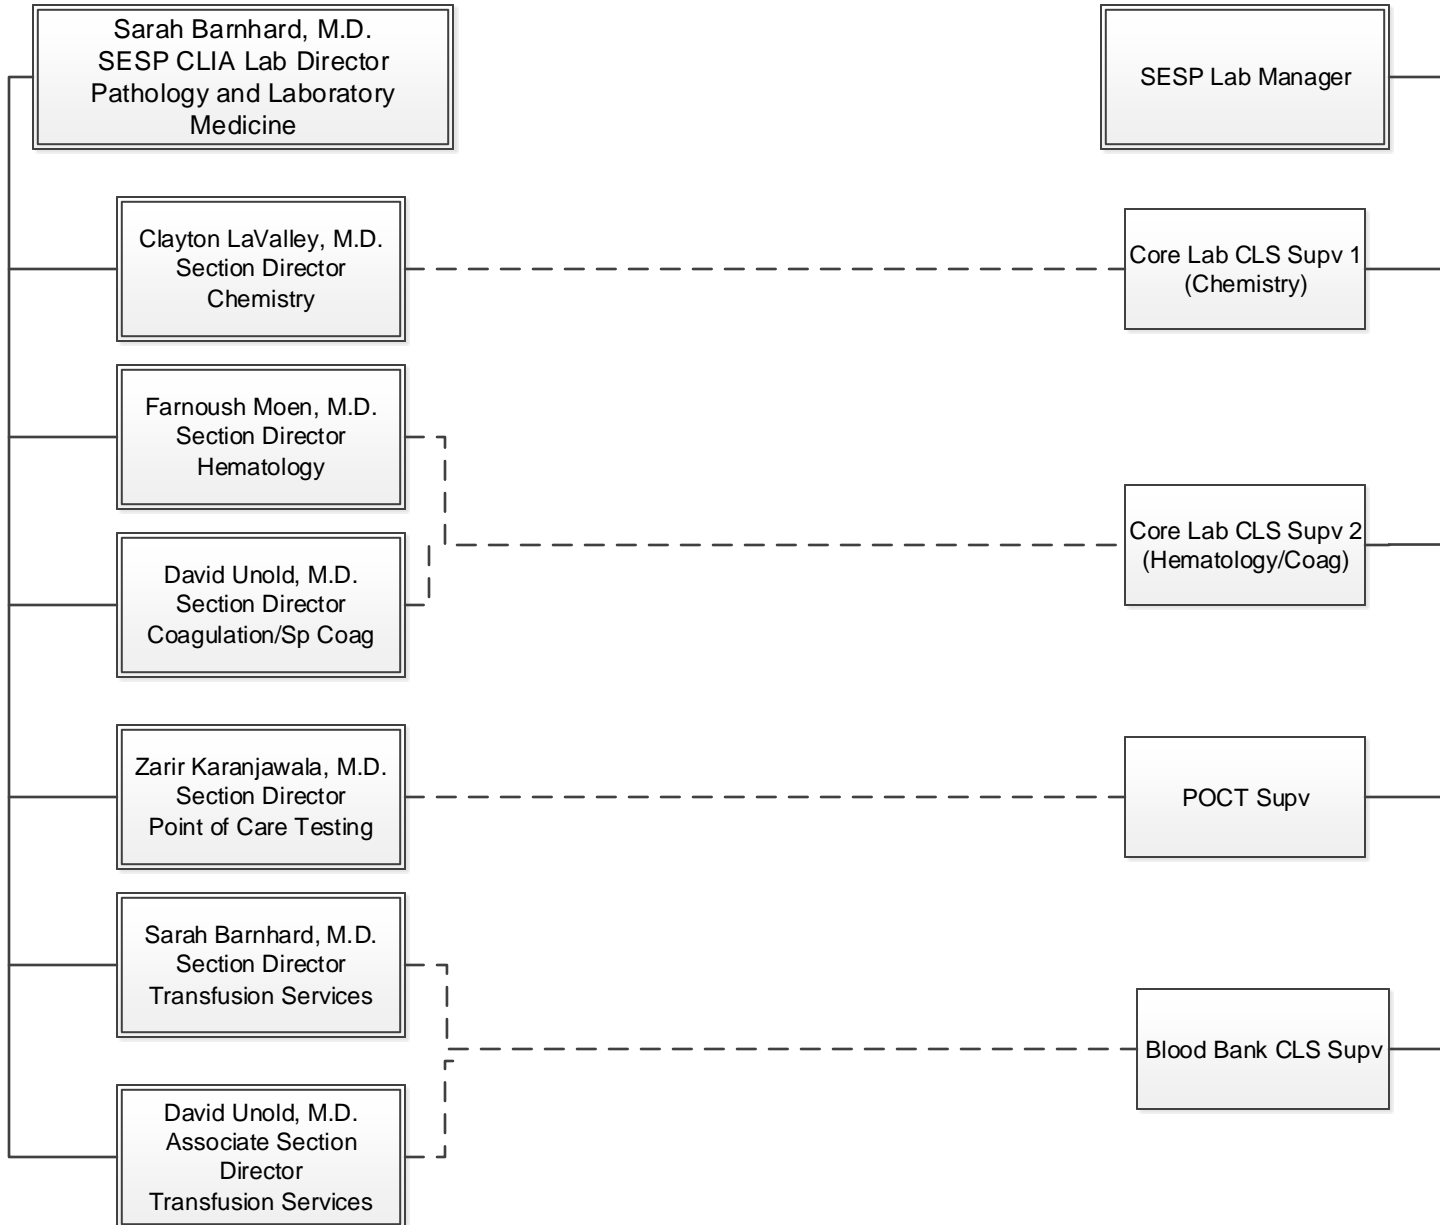 Sarah Barnhard, M.D.
SESP CLIA Lab Director
Pathology and Laboratory
Medicine
SESP Lab Manager
Clayton LaValley, M.D.
Section Director
Chemistry
Core Lab CLS Supv 1
(Chemistry)
Farnoush Moen, M.D.
Section Director
Hematology
David Unold, M.D.
Section Director
Coagulation/Sp Coag
Core Lab CLS Supv 2
(Hematology/Coag)
Zarir Karanjawala, M.D.
Section Director
Point of Care Testing
POCT Supv
Sarah Barnhard, M.D.
Section Director
Transfusion Services
David Unold, M.D.
Associate Section
Director
Transfusion Services
Blood Bank CLS Supv